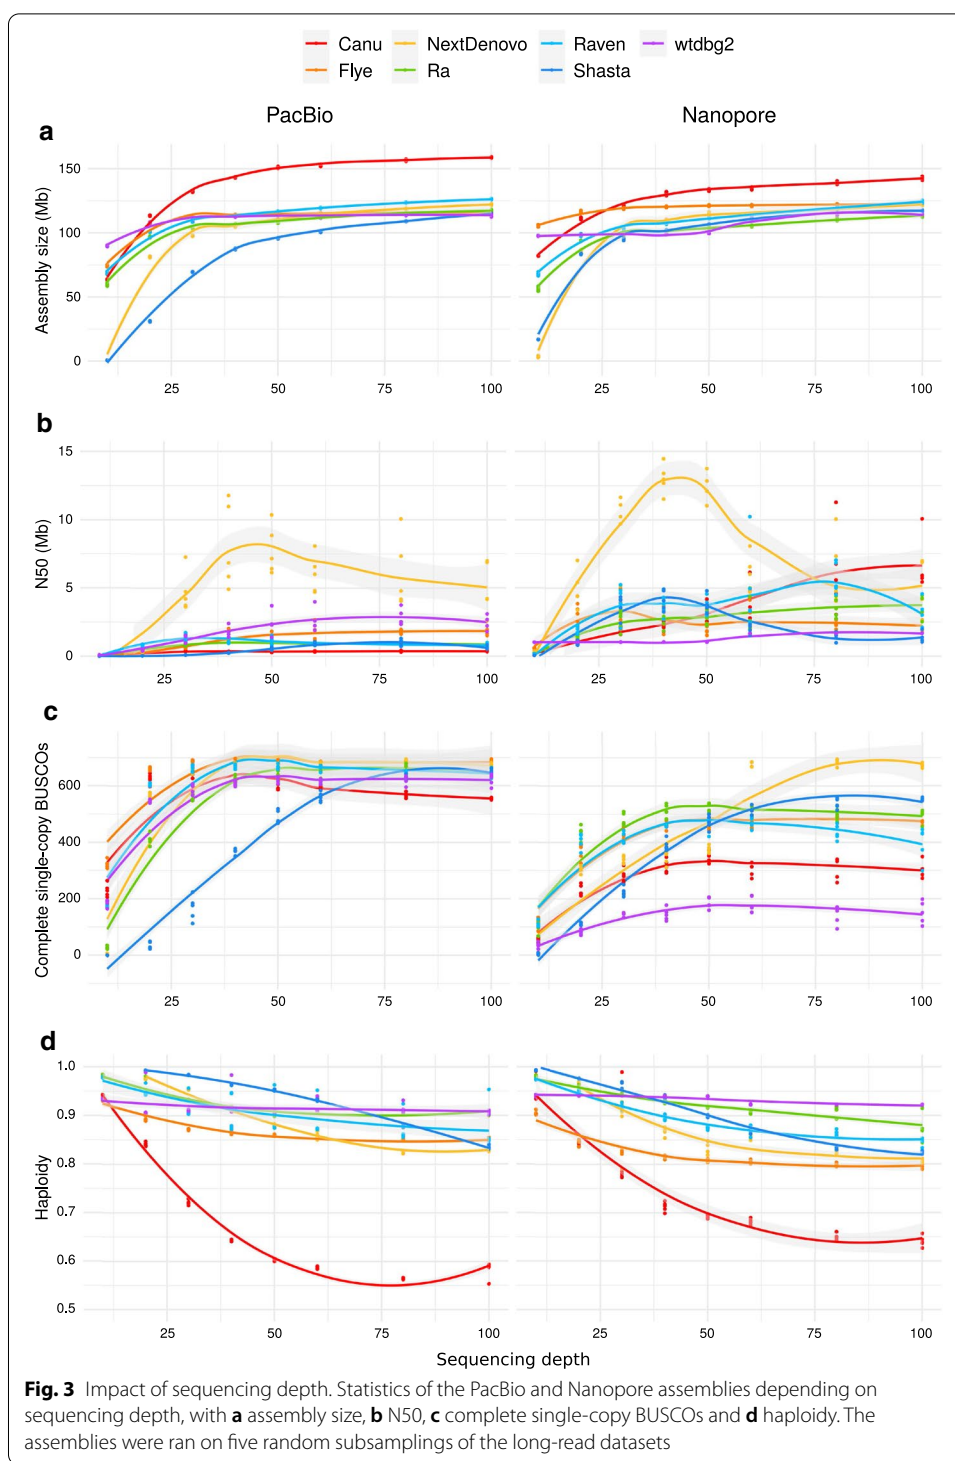 Canu NextDenovo Raven wtdbg2
Flye Ra Shasta
PacBio Nanopore
a
Assembly size (Mb)
150
100
50
0
25 50 75 100
25 50 75 100
b
N50 (Mb)
15
10
5
0
25 50 75 100
25 50 75 100
c
Complete single-copy BUSCOs
600
400
200
0
25 50 75 100
25 50 75 100
d
Haploidy
1.0
0.9
0.8
0.7
0.6
0.5
25 50 75 100
25 50 75 100
Sequencing depth
Fig. 3 Impact of sequencing depth. Statistics of the PacBio and Nanopore assemblies depending on
sequencing depth, with a assembly size, b N50, c complete single-copy BUSCOs and d haploidy. The
assemblies were ran on five random subsamplings of the long-read datasets